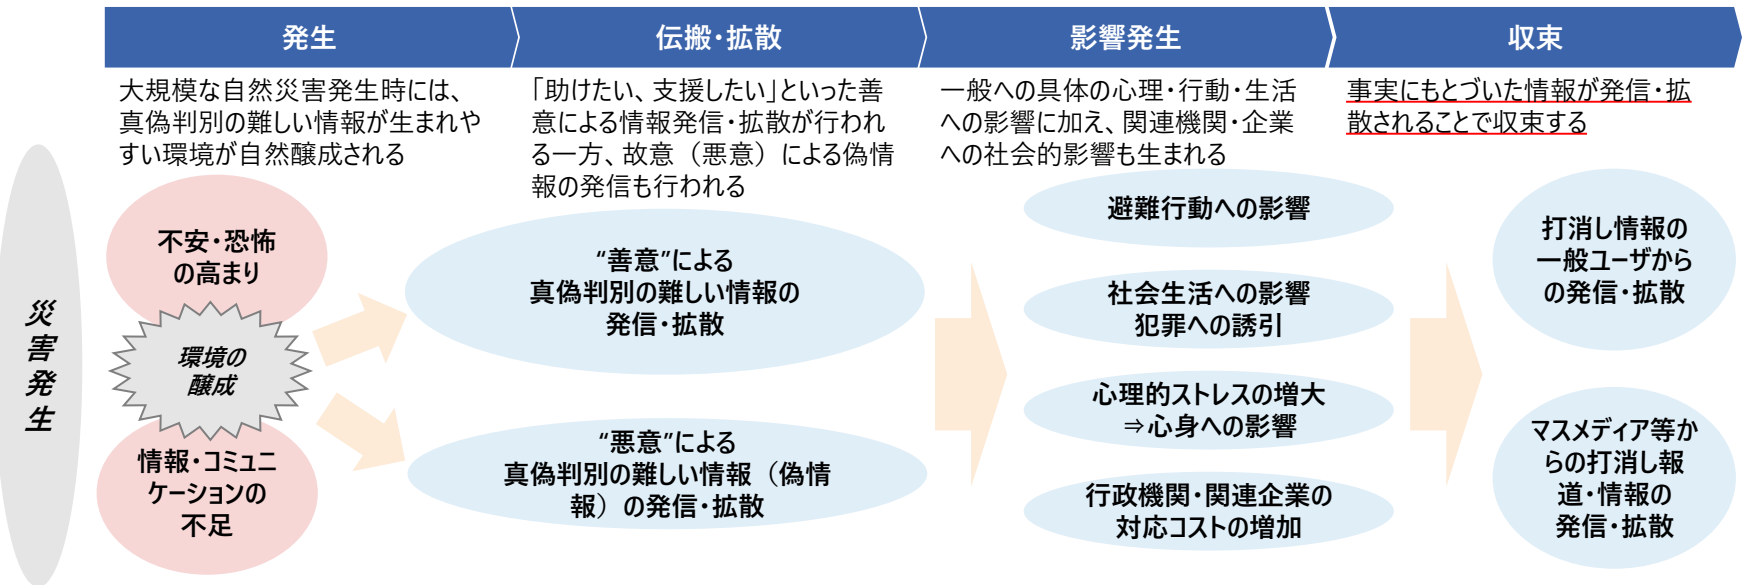 発生
伝搬・拡散
影響発生
収束
大規模な自然災害発生時には、
真偽判別の難しい情報が生まれや
すい環境が自然醸成される
「助けたい、支援したい」といった善
意による情報発信・拡散が行われ
る一方、故意（悪意）による偽情
報の発信も行われる
一般への具体の心理・行動・生活
への影響に加え、関連機関・企業
への社会的影響も生まれる
事実にもとづいた情報が発信・拡
散されることで収束する
災害発生
不安・恐怖
の高まり
環境の
醸成
情報・コミュニ
ケーションの
不足
“善意”による
真偽判別の難しい情報の
発信・拡散
“悪意”による
真偽判別の難しい情報（偽情
報）の発信・拡散
避難行動への影響
社会生活への影響
犯罪への誘引
心理的ストレスの増大
⇒心身への影響
行政機関・関連企業の
対応コストの増加
打消し情報の
一般ユーザから
の発信・拡散
マスメディア等か
らの打消し報
道・情報の
発信・拡散